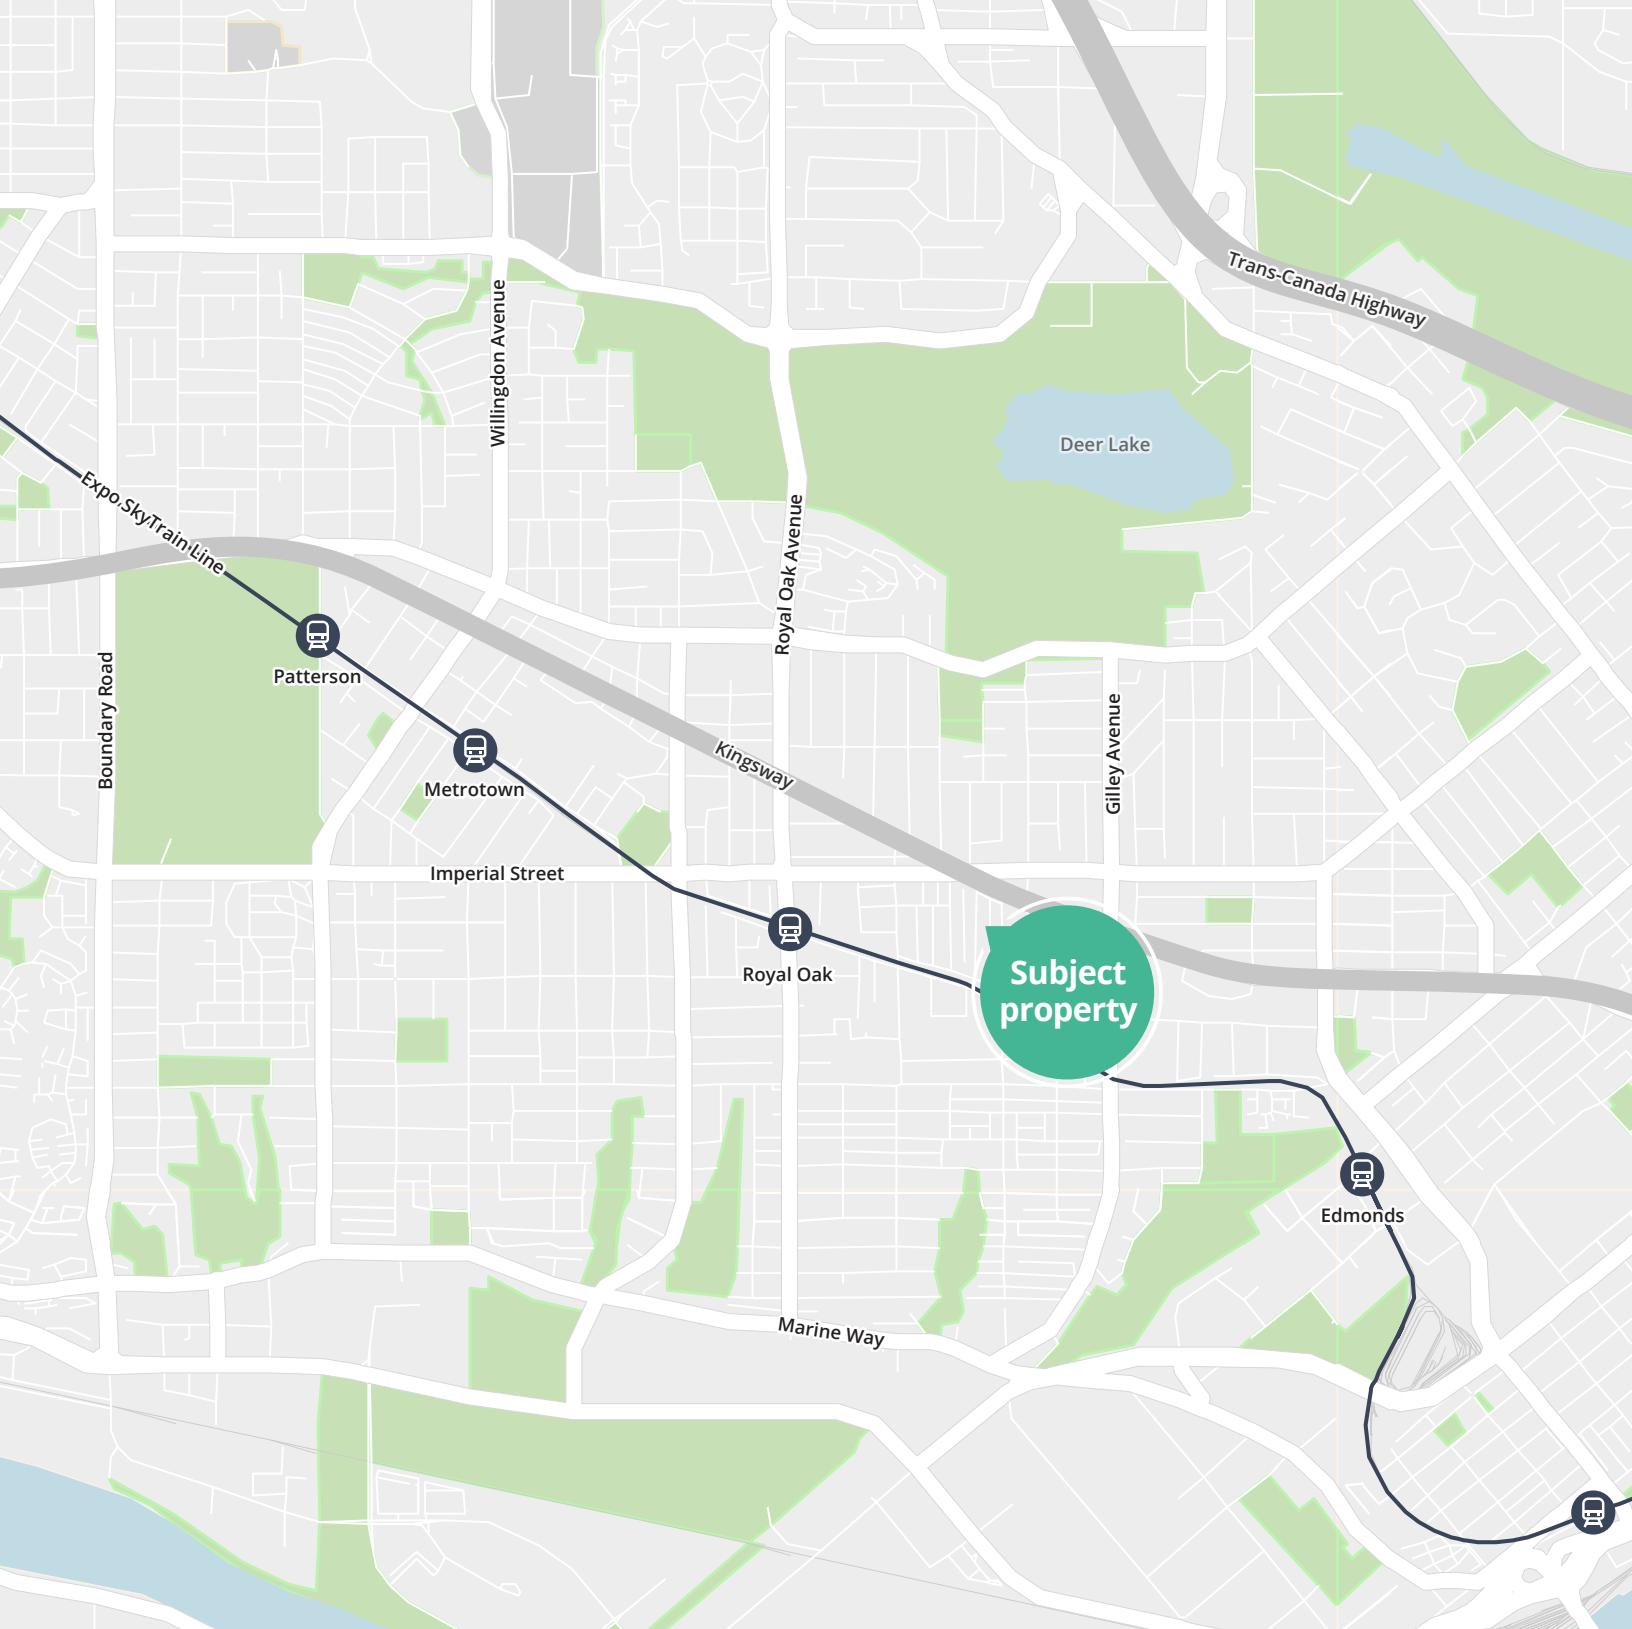 Trans-Canada Highway
Willingdon Avenue
Deer Lake
Expo SkyTrain Line
Royal Oak Avenue
Patterson
Boundary Road
Metrotown
Kingsway
Gilley Avenue
Imperial Street
Royal Oak
Subject
property
Edmonds
Marine Way